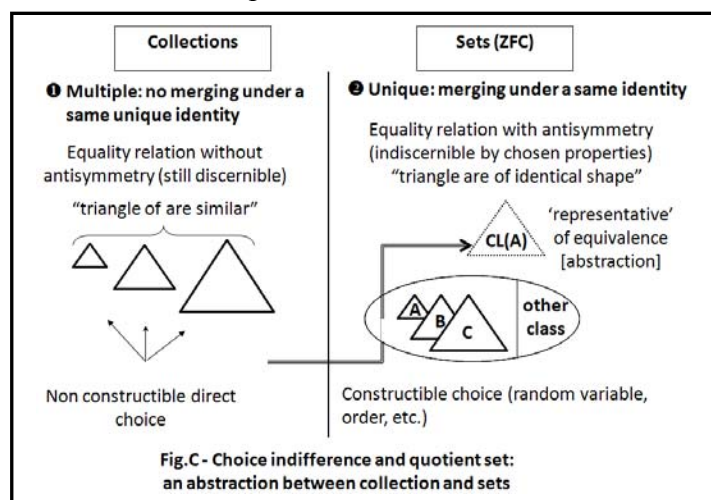 Collections
❶ Multiple: no merging under a
same unique identity
Equality relation without
antisymmetry (still discernible)
“triangle of are similar”
Non constructible direct
choice
Sets (ZFC)
❷ Unique: merging under a same identity
Equality relation with antisymmetry
(indiscernible by chosen properties)
“triangle are of identical shape”
CL(A)
‘representative’
of equivalence
[abstraction]
A
B
C
other
class
Constructible choice (random variable,
order, etc.)
Fig.C - Choice indifference and quotient set:
an abstraction between collection and sets